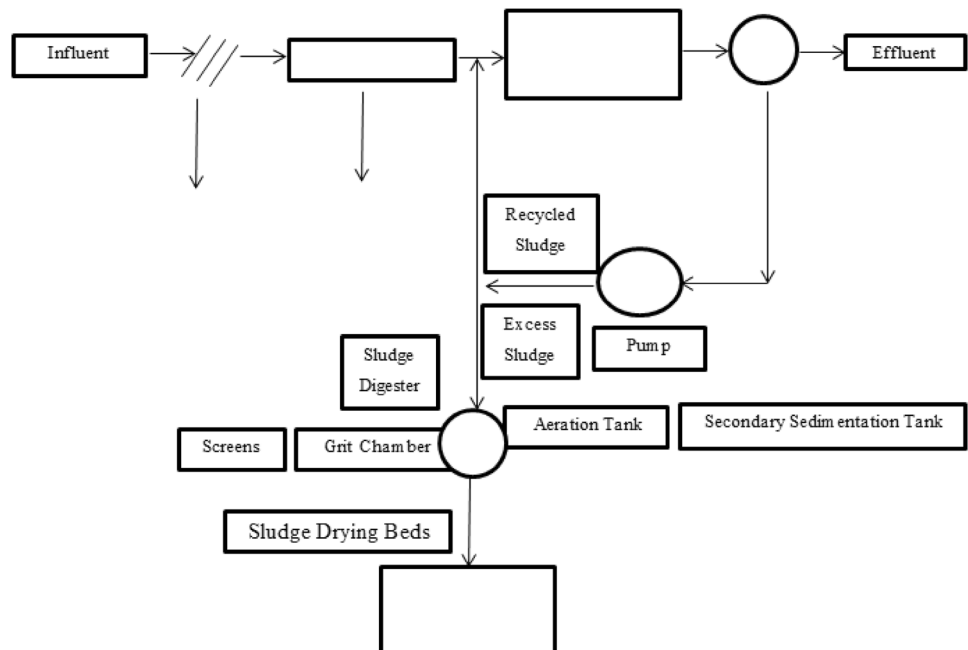 Influent
Effluent
Recycled
Sludge
Excess
Sludge
Pump
Sludge
Digester
Aeration Tank
Secondary Sedimentation Tank
Screens
Grit Chamber
Sludge Drying Beds